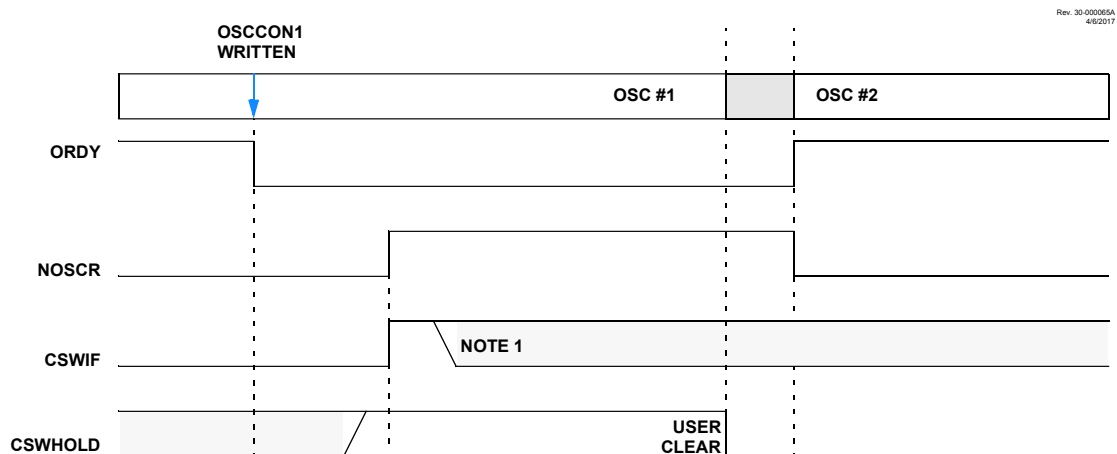 Rev. 30-000065A
4/6/2017
OSCCON1
WRITTEN
OSC #1
OSC #2
ORDY
NOSCR
CSWIF
NOTE 1
CSWHOLD
USER
CLEAR